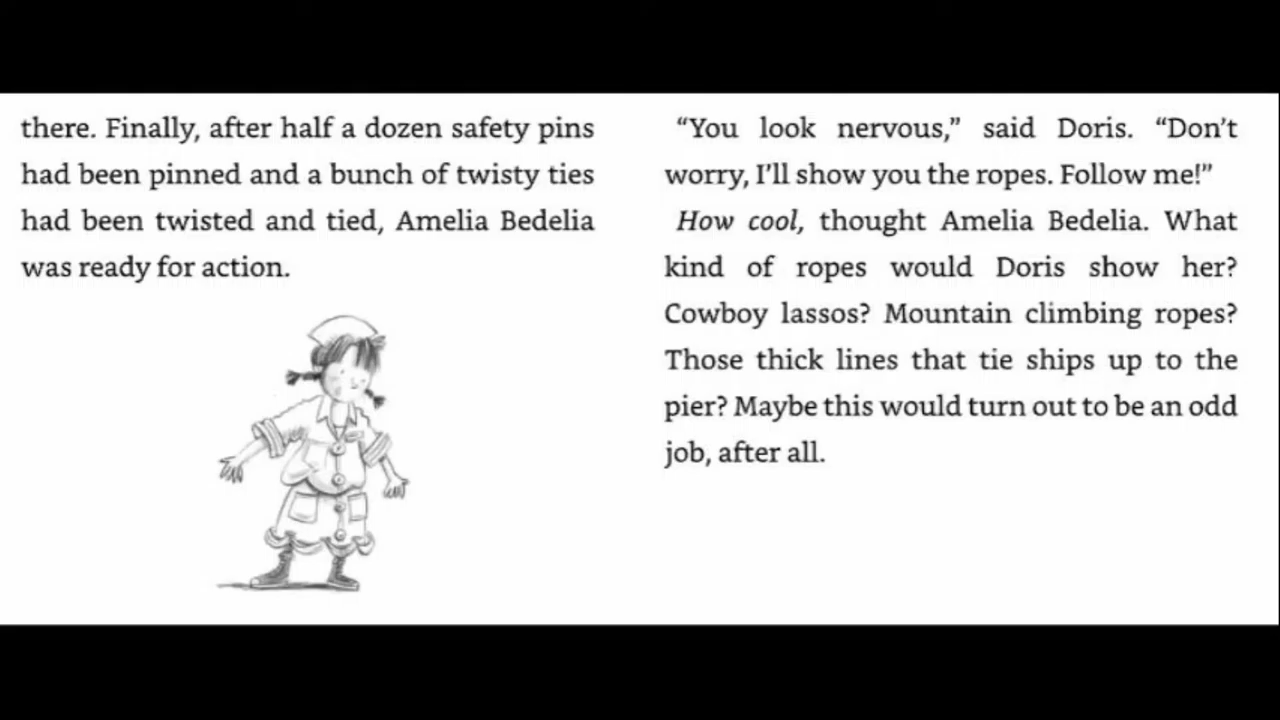 there. Finally, after half a dozen safety pins
had been pinned and a bunch of twisty ties
had been twisted and tied, Amelia Bedelia
was ready for action.
“You look nervous,” said Doris. “Don’t
worry, I’ll show you the ropes. Follow me!”
How cool, thought Amelia Bedelia. What
kind of ropes would Doris show her?
Cowboy lassos? Mountain climbing ropes?
Those thick lines that tie ships up to the
pier? Maybe this would turn out to be an odd
job, after all.